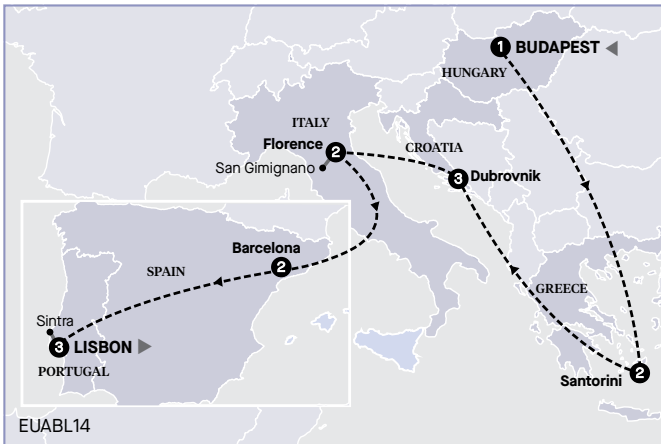 1 BUDAPEST
HUNGARY
ITALY
Florence 2
CROATIA
San Gimignano
3 Dubrovnik
Barcelona
2
SPAIN
GREECE
Sintra
3 LISBON
PORTUGAL
Santorini 2
EUABL14